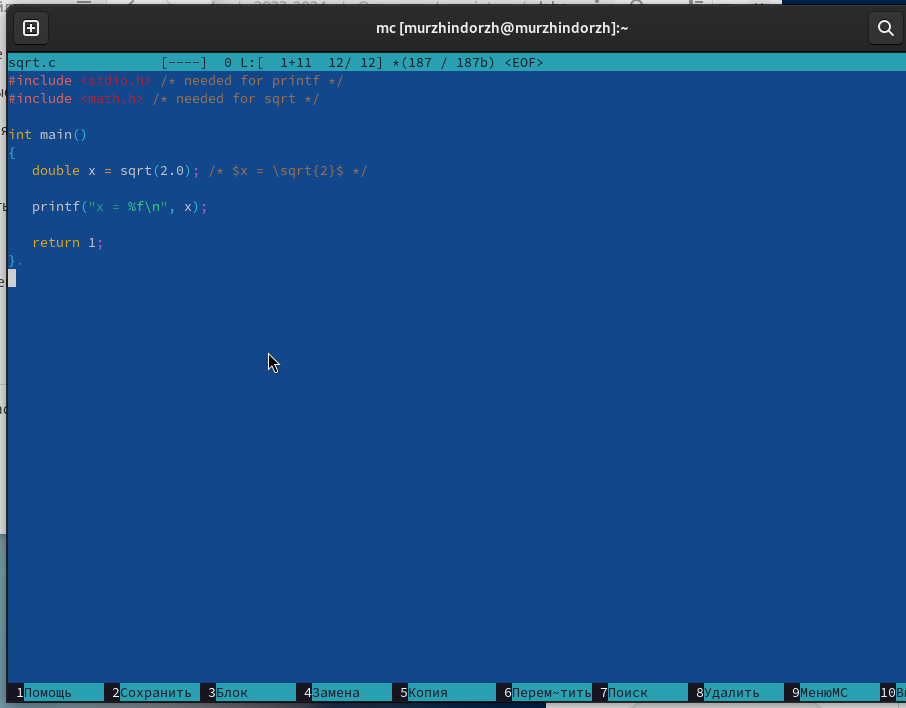 mc [murzhindorzh@murzhindorzh]:~
sqrt.c [----] 0 L:[ 1+11 12/ 12] *(187 / 187b) <EOF>
#include <stdio.h> /* needed for printf */
#include <math.h> /* needed for sqrt */
int main()
{
double x = sqrt(2.0); /* $x = \sqrt{2}$ */
printf("x = %f\n", x);
return 1;
}.
1Помощь 2Сохранить 3Блок 4Замена 5Копия 6Перем~тить 7Поиск 8Удалить 9МенюMC 10